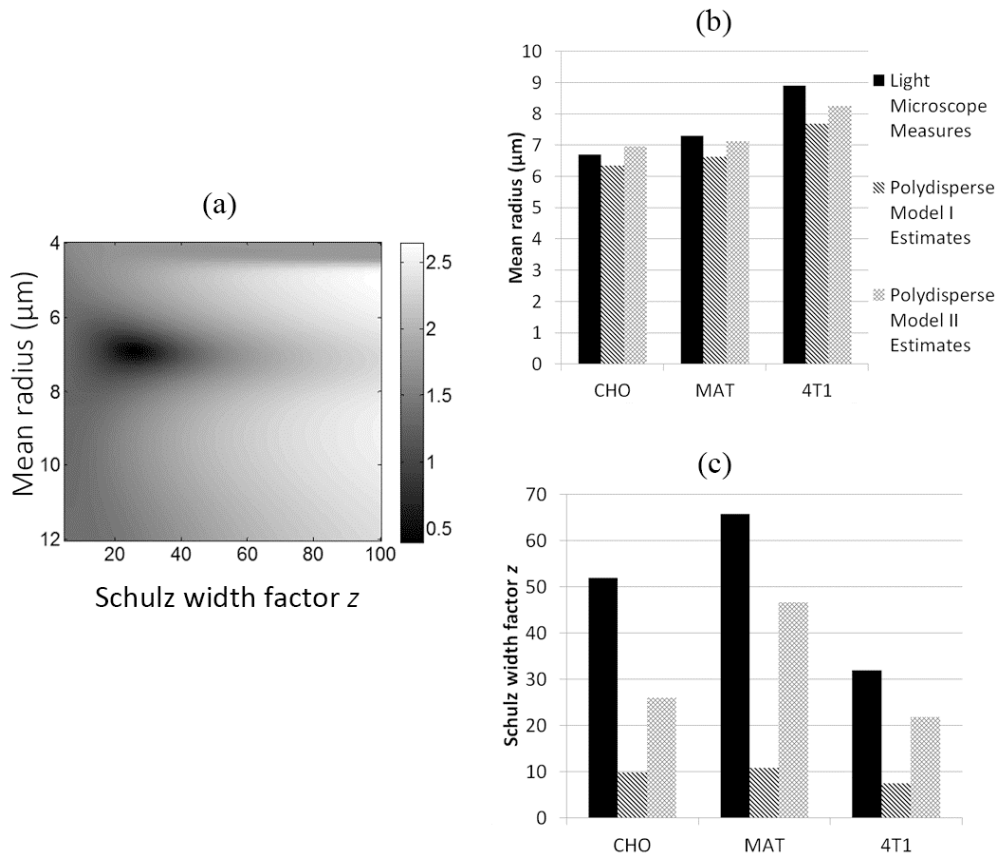 (a)
4
6
8
10
12
Mean radius (μm)
20
40
60
80
100
Schulz width factor z
2.5
2
1.5
1
0.5
(b)
10
9
8
7
6
5
4
3
2
1
0
Mean radius (μm)
CHO
MAT
4T1
Light
Microscope
Measures
Polydisperse
Model I
Estimates
Polydisperse
Model II
Estimates
(c)
70
60
50
40
30
20
10
0
Schulz width factor z
CHO
MAT
4T1